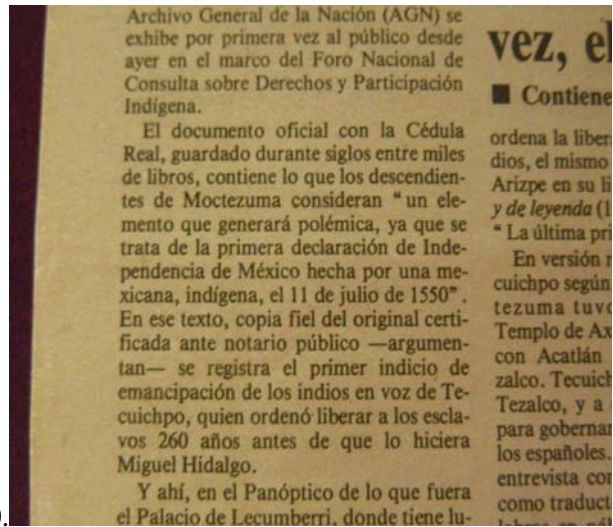 Archivo General de la Nación (AGN) se
exhibe por primera vez al público desde
ayer en el marco del Foro Nacional de
Consulta sobre Derechos y Participación
Indígena.
El documento oficial con la Cédula
Real, guardado durante siglos entre miles
de libros, contiene lo que los descendien-
tes de Moctezuma consideran “ un ele-
mento que generará polémica, ya que se
trata de la primera declaración de Inde-
pendencia de México hecha por una me-
xicana, indígena, el 11 de julio de 1550” .
En ese texto, copia fiel del original certi-
ficada ante notario público —argumen-
tan— se registra el primer indicio de
emancipación de los indios en voz de Te-
cuichpo, quien ordenó liberar a los escla-
vos 260 años antes de que lo hiciera
Miguel Hidalgo.
Y ahí, en el Panóptico de lo que fuera
el Palacio de Lecumberri, donde tiene lu-
vez, el
■ Contiene
ordena la liber
dios, el mismo
Arizpe en su li
y de leyenda (1
“ La última pri
En versión
cuichpo según
tezuma tuvo
Templo de Ax
con Acatlán
zalco. Tecuich
Tezalco, y a
para gobernar
los españoles.
entrevista con
como traduct